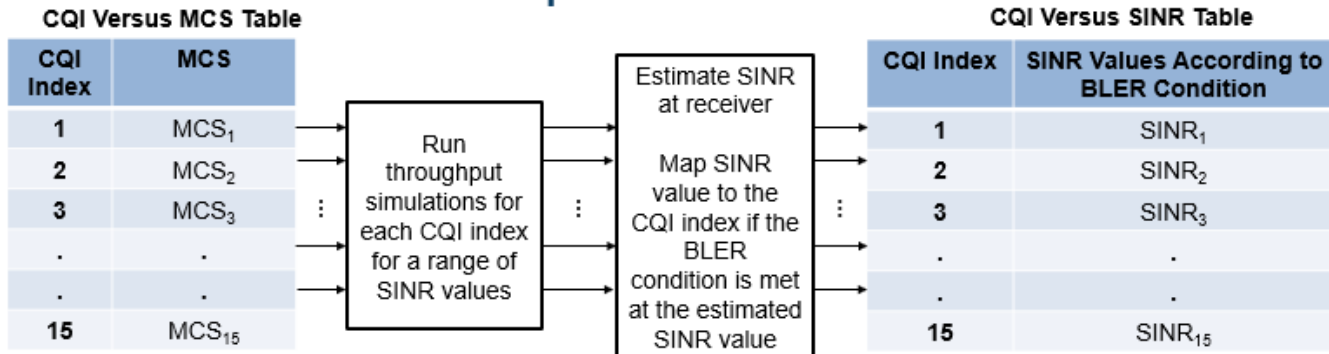 CQI Versus MCS Table
CQI Index MCS
1 MCS₁
2 MCS₂
3 MCS₃
. .
. .
15 MCS₁₅
⋮
Run
throughput
simulations for
each CQI index
for a range of
SINR values
⋮
Estimate SINR
at receiver
Map SINR
value to the
CQI index if the
BLER
condition is met
at the estimated
SINR value
⋮
CQI Versus SINR Table
CQI Index SINR Values According to
BLER Condition
1 SINR₁
2 SINR₂
3 SINR₃
. .
. .
15 SINR₁₅